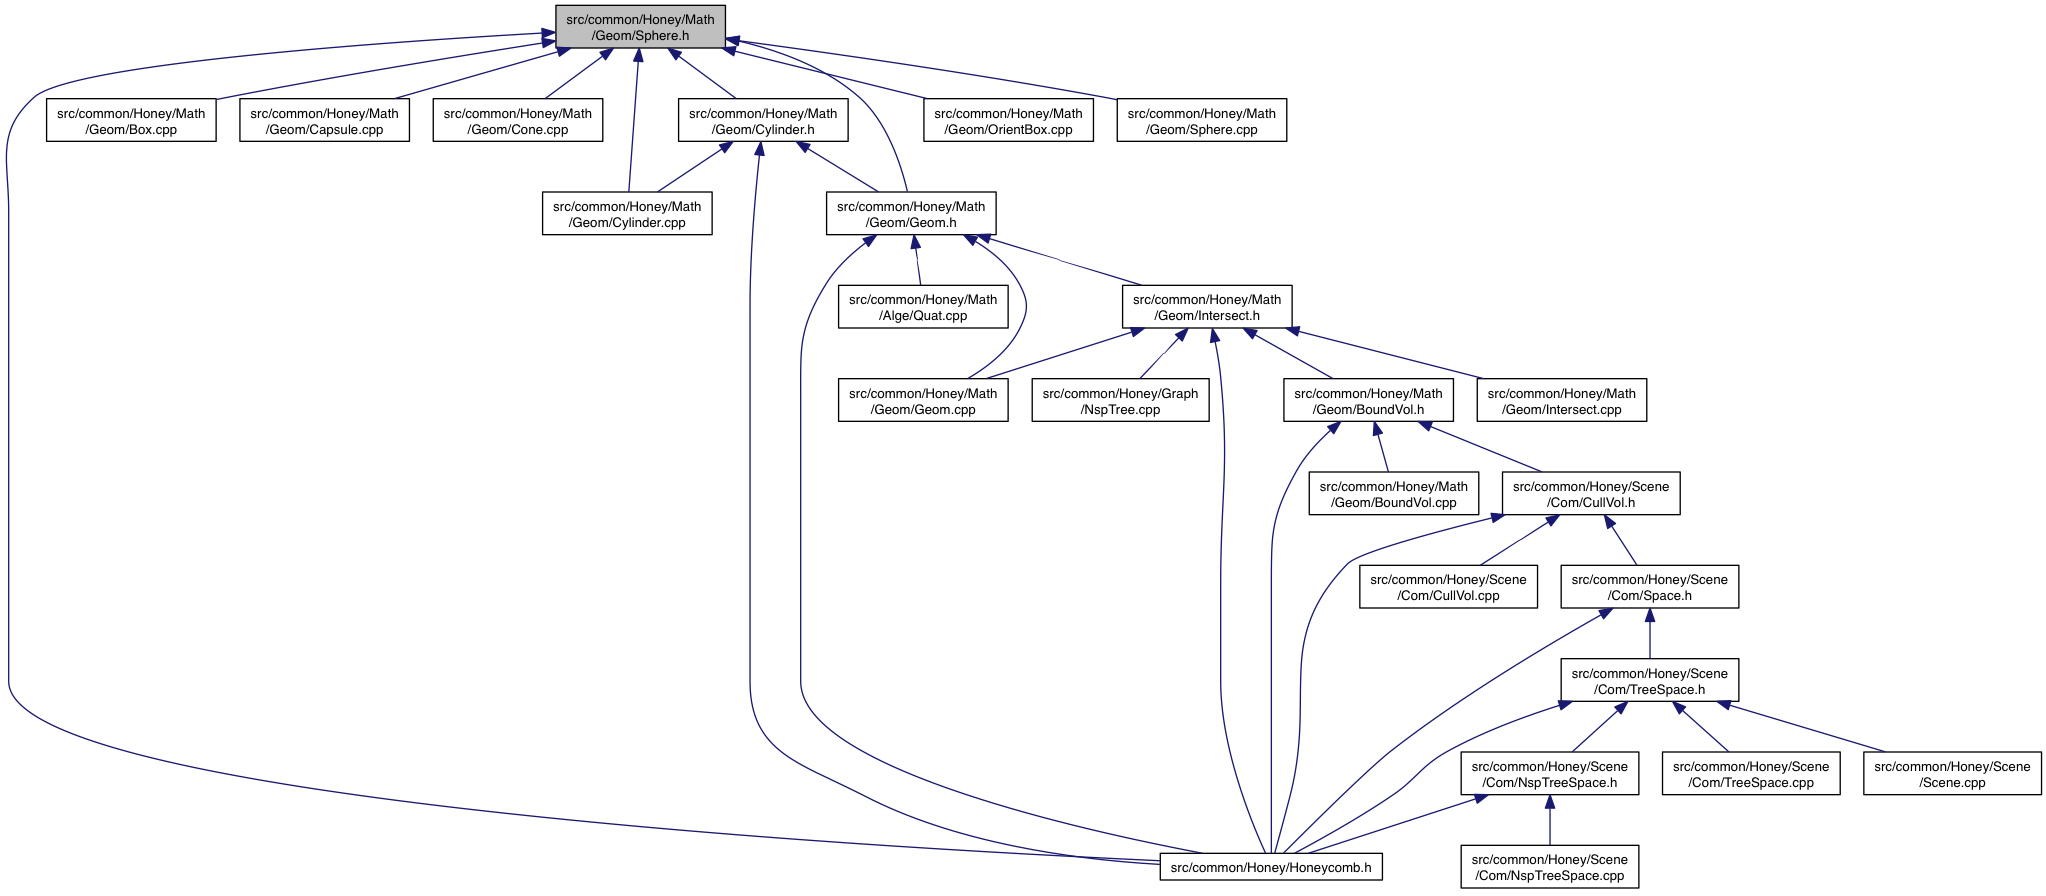 src/common/Honey/Math
/Geom/Sphere.h
src/common/Honey/Math
/Geom/Box.cpp
src/common/Honey/Math
/Geom/Capsule.cpp
src/common/Honey/Math
/Geom/Cone.cpp
src/common/Honey/Math
/Geom/Cylinder.h
src/common/Honey/Math
/Geom/OrientBox.cpp
src/common/Honey/Math
/Geom/Sphere.cpp
src/common/Honey/Math
/Geom/Cylinder.cpp
src/common/Honey/Math
/Geom/Geom.h
src/common/Honey/Math
/Alge/Quat.cpp
src/common/Honey/Math
/Geom/Intersect.h
src/common/Honey/Math
/Geom/Geom.cpp
src/common/Honey/Graph
/NspTree.cpp
src/common/Honey/Math
/Geom/BoundVol.h
src/common/Honey/Math
/Geom/Intersect.cpp
src/common/Honey/Math
/Geom/BoundVol.cpp
src/common/Honey/Scene
/Com/CullVol.h
src/common/Honey/Scene
/Com/CullVol.cpp
src/common/Honey/Scene
/Com/Space.h
src/common/Honey/Scene
/Com/TreeSpace.h
src/common/Honey/Scene
/Com/NspTreeSpace.h
src/common/Honey/Scene
/Com/TreeSpace.cpp
src/common/Honey/Scene
/Scene.cpp
src/common/Honey/Honeycomb.h
src/common/Honey/Scene
/Com/NspTreeSpace.cpp